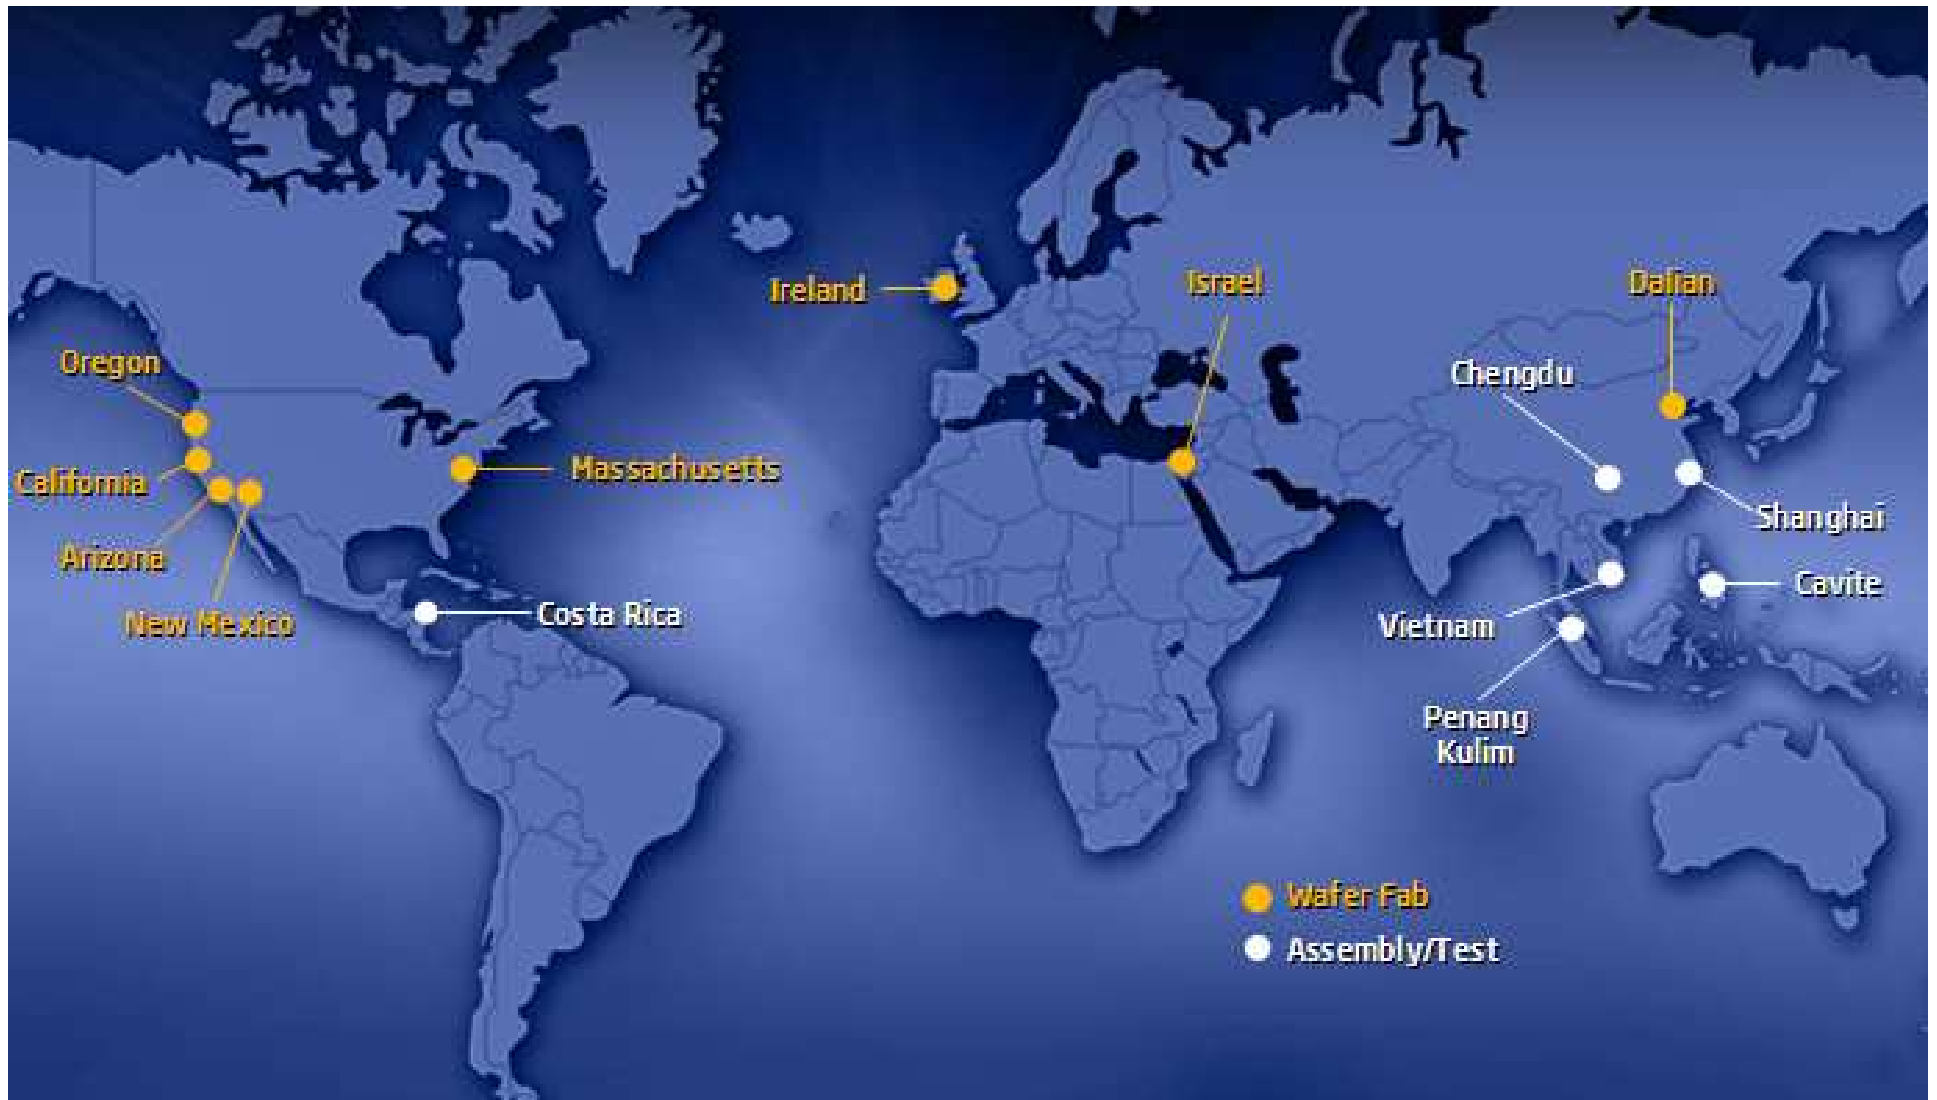 Ireland
Israel
Dalian
Oregon
Chengdu
California
Massachusetts
Shanghai
Arizona
New Mexico
Costa Rica
Cavite
Vietnam
Penang
Kulim
Wafer Fab
Assembly/Test